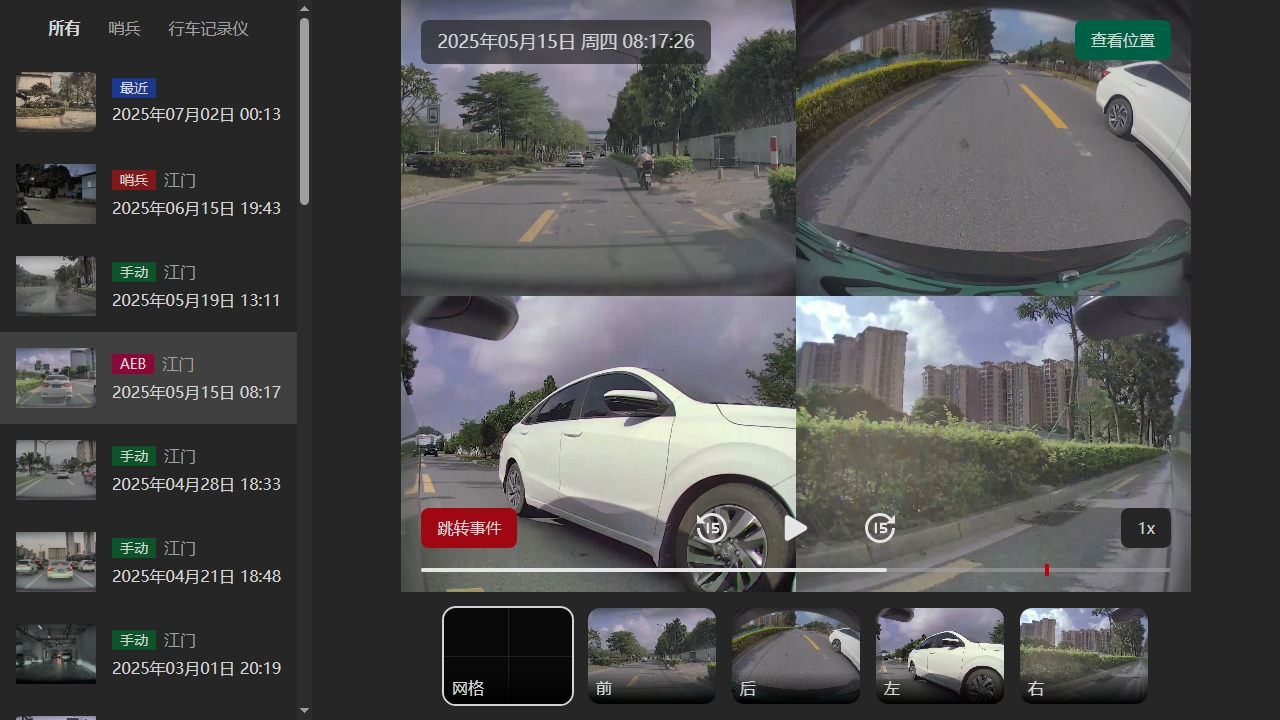 所有 哨兵 行车记录仪
最近
2025年07月02日 00:13
哨兵 江门
2025年06月15日 19:43
手动 江门
2025年05月19日 13:11
AEB 江门
2025年05月15日 08:17
手动 江门
2025年04月28日 18:33
手动 江门
2025年04月21日 18:48
手动 江门
2025年03月01日 20:19
2025年05月15日 周四 08:17:26
查看位置
跳转事件
15
15
1x
网格
前
后
左
右